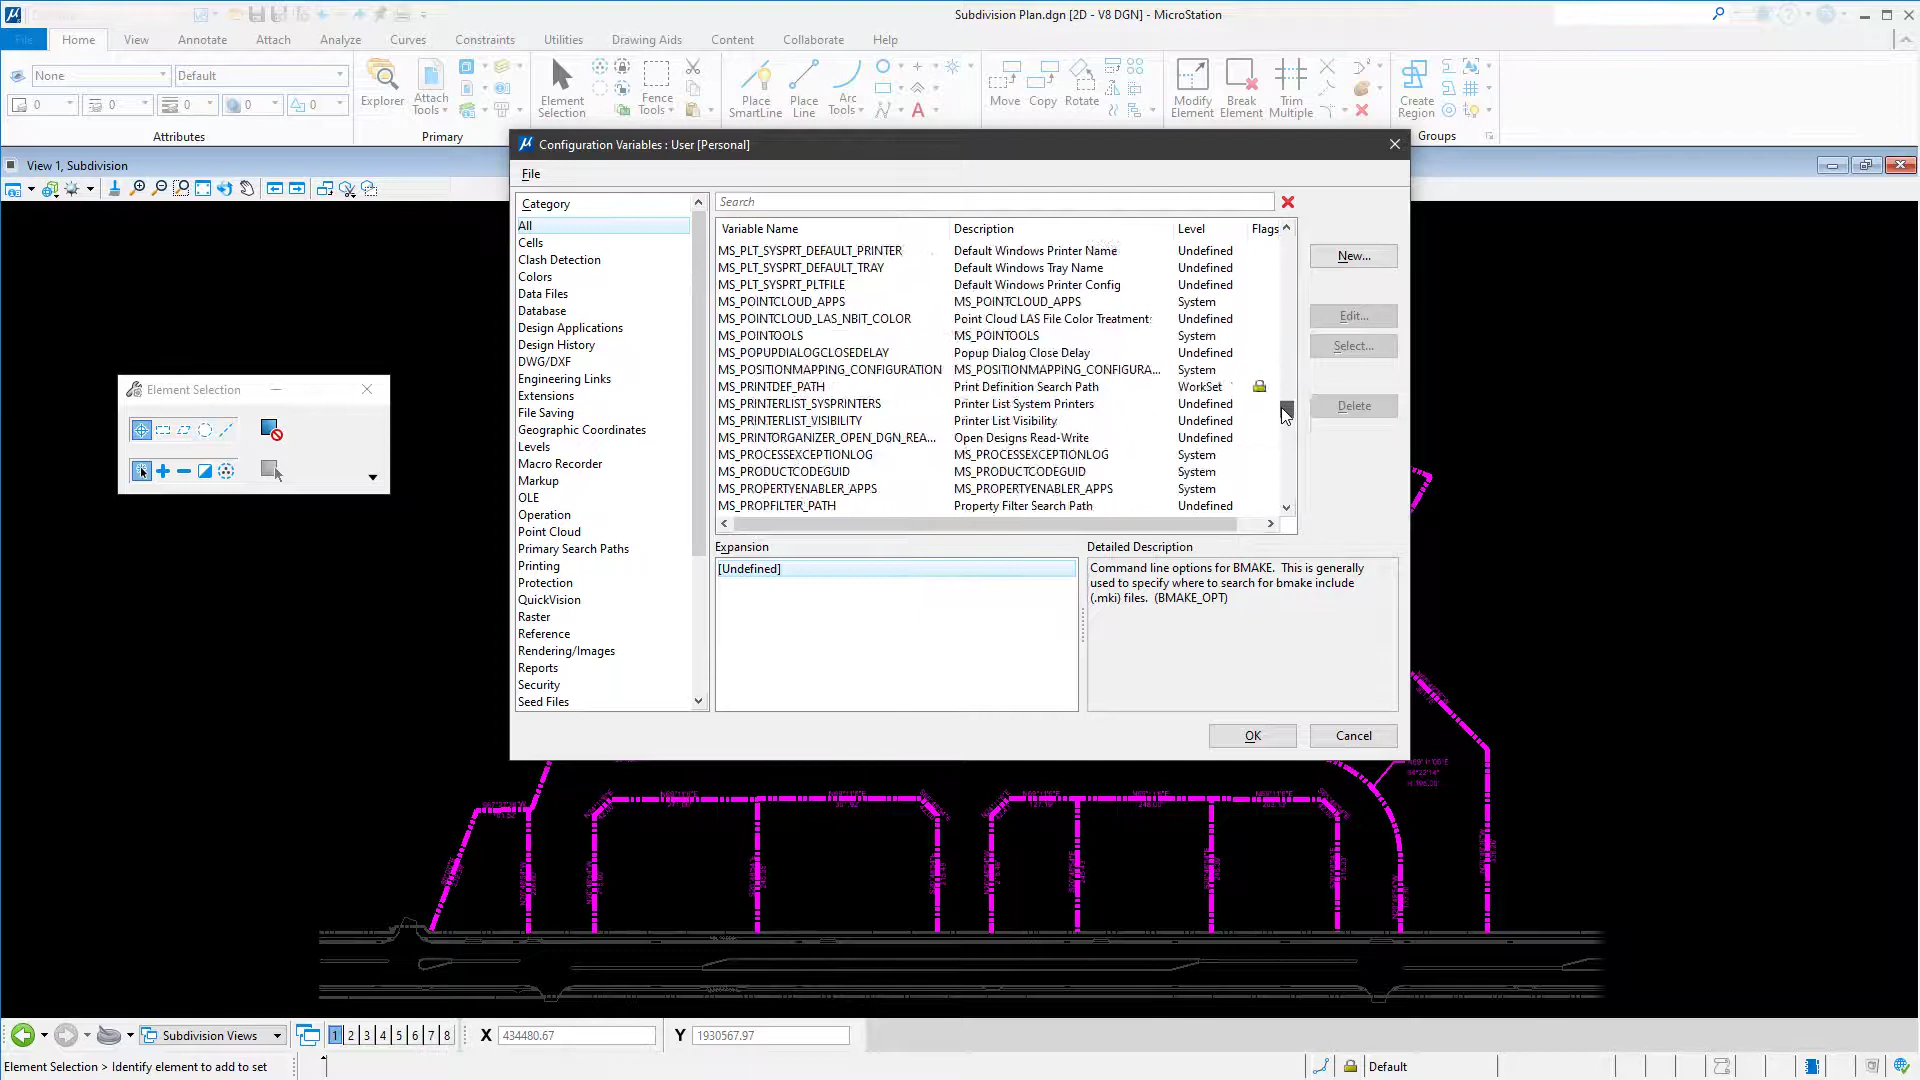 Subdivision Plan.dgn [2D - V8 DGN] - MicroStation
File Home View Annotate Attach Analyze Curves Constraints Utilities Drawing Aids Content Collaborate Help
None Default
0 0 0 0 0
Attributes
Explorer Attach Tools
Primary
Element Selection Fence Tools
Place SmartLine Place Line Arc Tools
Move Copy Rotate
Modify Element Break Element Trim Multiple
Create Region
Groups
View 1, Subdivision
Element Selection
Configuration Variables : User [Personal]
File
Category
All
Cells
Clash Detection
Colors
Data Files
Database
Design Applications
Design History
DWG/DXF
Engineering Links
Extensions
File Saving
Geographic Coordinates
Levels
Macro Recorder
Markup
OLE
Operation
Point Cloud
Primary Search Paths
Printing
Protection
QuickVision
Raster
Reference
Rendering/Images
Reports
Security
Seed Files
Search
Variable Name Description Level Flags
MS_PLT_SYSPRT_DEFAULT_PRINTER Default Windows Printer Name Undefined
MS_PLT_SYSPRT_DEFAULT_TRAY Default Windows Tray Name Undefined
MS_PLT_SYSPRT_PLTFILE Default Windows Printer Config Undefined
MS_POINTCLOUD_APPS MS_POINTCLOUD_APPS System
MS_POINTCLOUD_LAS_NBIT_COLOR Point Cloud LAS File Color Treatment Undefined
MS_POINTOOLS MS_POINTOOLS System
MS_POPUPDIALOGCLOSEDELAY Popup Dialog Close Delay Undefined
MS_POSITIONMAPPING_CONFIGURATION MS_POSITIONMAPPING_CONFIGURA... System
MS_PRINTDEF_PATH Print Definition Search Path WorkSet
MS_PRINTERLIST_SYSPRINTERS Printer List System Printers Undefined
MS_PRINTERLIST_VISIBILITY Printer List Visibility Undefined
MS_PRINTORGANIZER_OPEN_DGN_REA... Open Designs Read-Write Undefined
MS_PROCESSEXCEPTIONLOG MS_PROCESSEXCEPTIONLOG System
MS_PRODUCTCODEGUID MS_PRODUCTCODEGUID System
MS_PROPERTYENABLER_APPS MS_PROPERTYENABLER_APPS System
MS_PROPFILTER_PATH Property Filter Search Path Undefined
New...
Edit...
Select...
Delete
Expansion
[Undefined]
Detailed Description
Command line options for BMAKE. This is generally
used to specify where to search for bmake include
(.mki) files. (BMAKE_OPT)
OK Cancel
Subdivision Views 1 2 3 4 5 6 7 8 X 434480.67 Y 1930567.97
Element Selection > Identify element to add to set Default